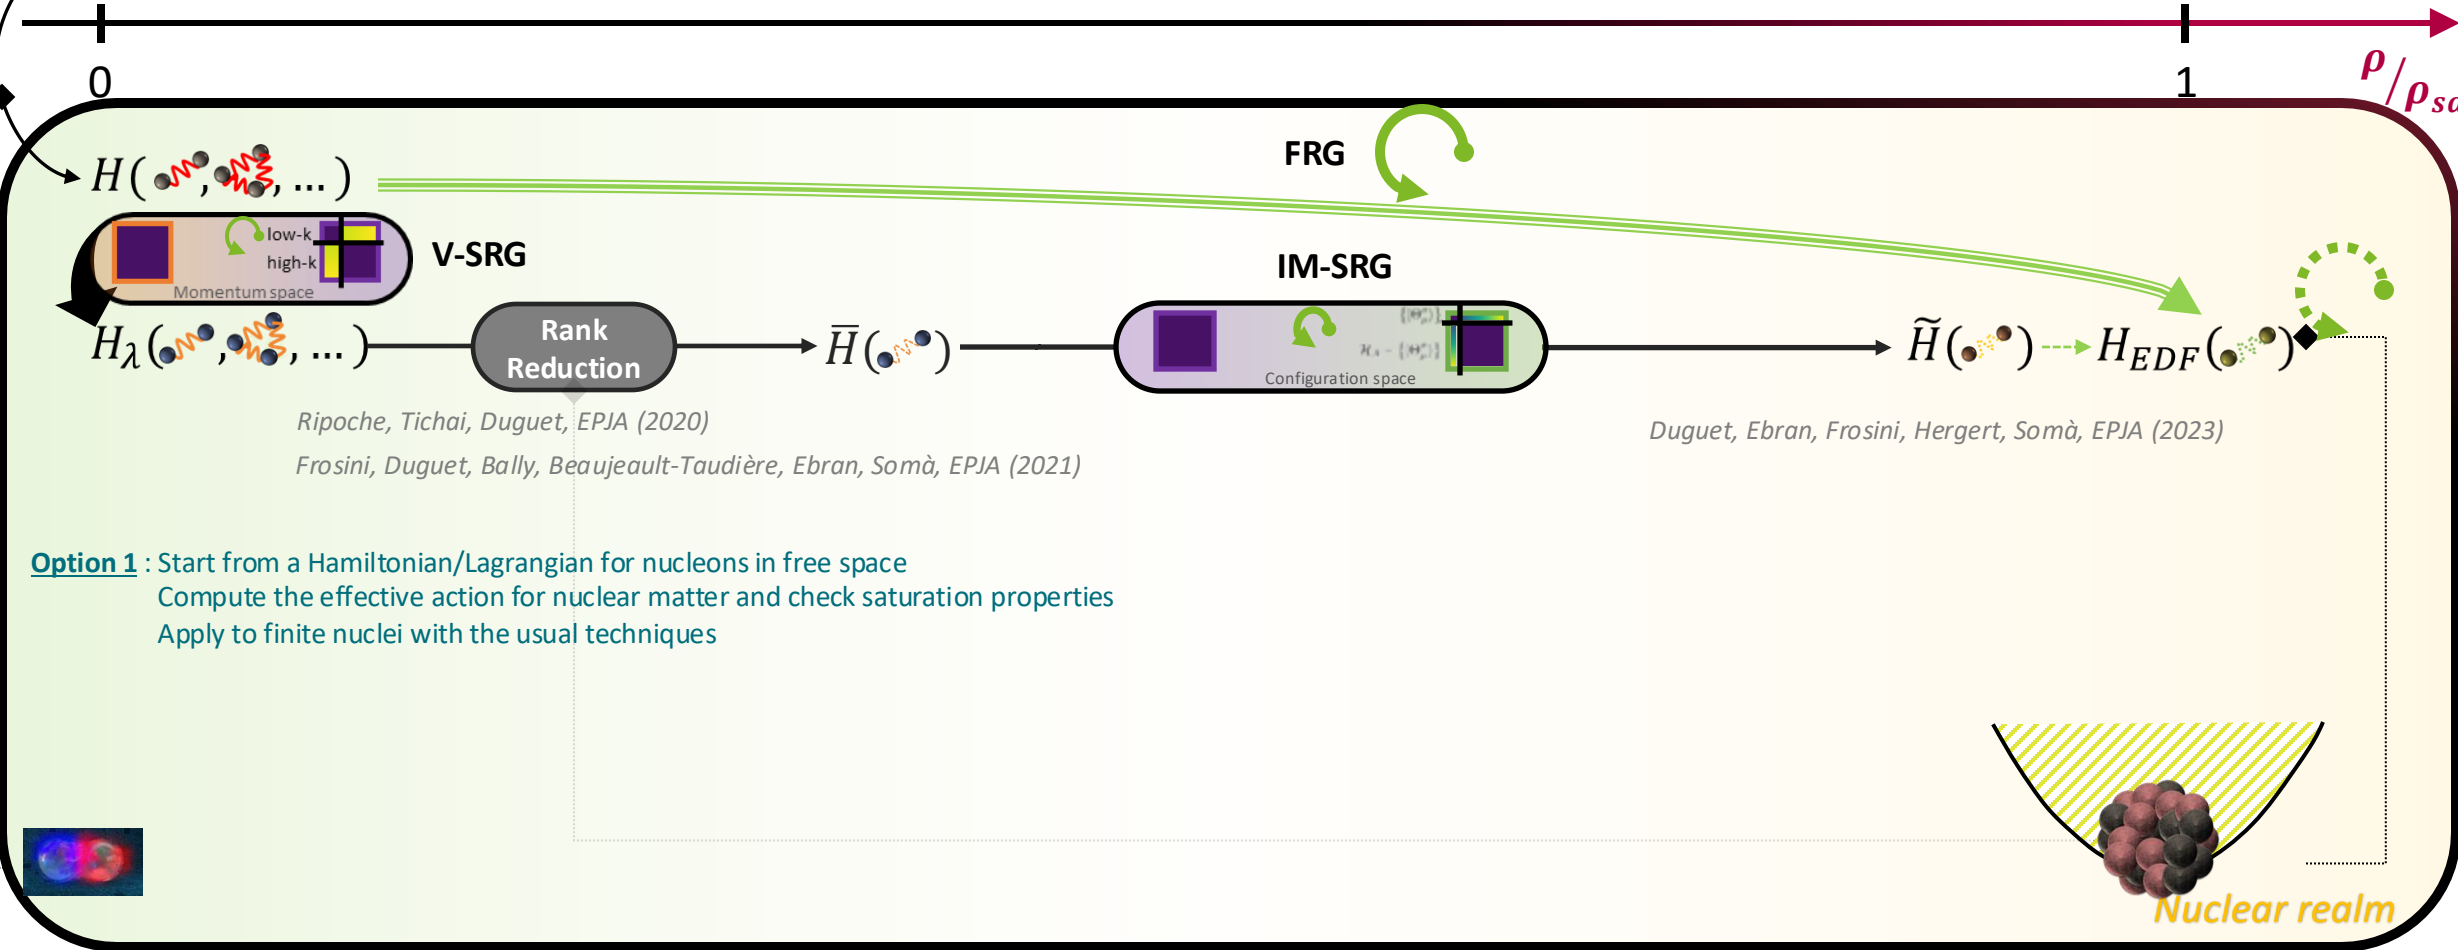 0
1
ρ/ρ
FRG
H( , , ...)
low-k
high-k
Momentum space
V-SRG
IM-SRG
Hλ( , , ...)
Rank
Reduction
H̅( )
Configuration space
H̃( )
H_EDF( )
Ripoche, Tichai, Duguet, EPJA (2020)
Frosini, Duguet, Bally, Beaujeault-Taudière, Ebran, Somà, EPJA (2021)
Duguet, Ebran, Frosini, Hergert, Somà, EPJA (2023)
Option 1 : Start from a Hamiltonian/Lagrangian for nucleons in free space
Compute the effective action for nuclear matter and check saturation properties
Apply to finite nuclei with the usual techniques
Nuclear realm